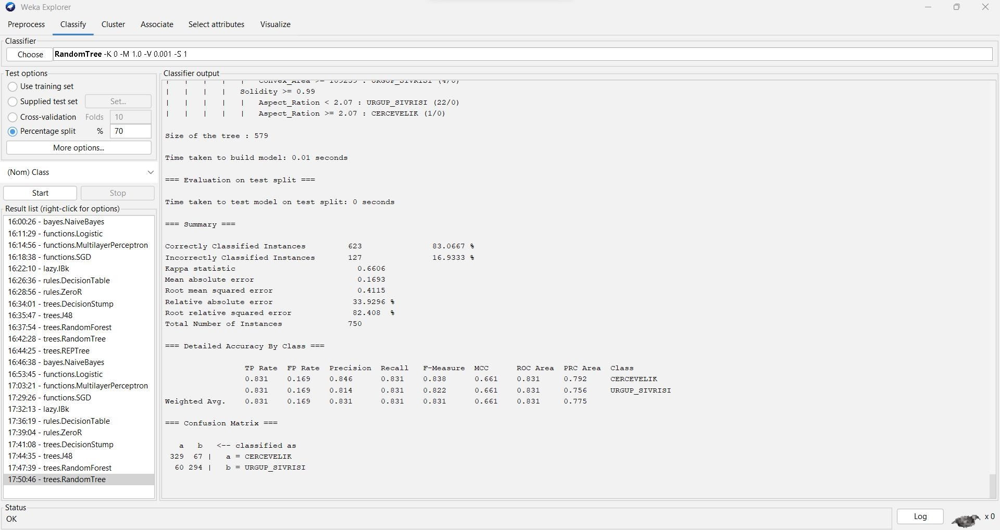 Weka Explorer
Preprocess Classify Cluster Associate Select attributes Visualize
Classifier
Choose RandomTree -K 0 -M 1.0 -V 0.001 -S 1
Test options
Use training set
Supplied test set Set...
Cross-validation Folds 10
Percentage split % 70
More options...
(Nom) Class
Start Stop
Result list (right-click for options)
16:00:26 - bayes.NaiveBayes
16:11:29 - functions.Logistic
16:14:56 - functions.MultilayerPerceptron
16:18:38 - functions.SGD
16:22:10 - lazy.IBk
16:26:36 - rules.DecisionTable
16:28:56 - rules.ZeroR
16:34:01 - trees.DecisionStump
16:35:47 - trees.J48
16:37:54 - trees.RandomForest
16:42:28 - trees.RandomTree
16:44:25 - trees.REPTree
16:46:38 - bayes.NaiveBayes
16:53:45 - functions.Logistic
17:03:21 - functions.MultilayerPerceptron
17:29:26 - functions.SGD
17:32:13 - lazy.IBk
17:36:19 - rules.DecisionTable
17:39:04 - rules.ZeroR
17:41:08 - trees.DecisionStump
17:44:35 - trees.J48
17:47:39 - trees.RandomForest
17:50:46 - trees.RandomTree
Classifier output
| | | | | Convex_Area >= : URGUP_SIVRISI (4/0)
| | | | Solidity >= 0.99
| | | | | Aspect_Ration < 2.07 : URGUP_SIVRISI (22/0)
| | | | | Aspect_Ration >= 2.07 : CERCEVELIK (1/0)
Size of the tree : 579
Time taken to build model: 0.01 seconds
=== Evaluation on test split ===
Time taken to test model on test split: 0 seconds
=== Summary ===
Correctly Classified Instances 623 83.0667 %
Incorrectly Classified Instances 127 16.9333 %
Kappa statistic 0.6606
Mean absolute error 0.1693
Root mean squared error 0.4115
Relative absolute error 33.9296 %
Root relative squared error 82.408 %
Total Number of Instances 750
=== Detailed Accuracy By Class ===
TP Rate FP Rate Precision Recall F-Measure MCC ROC Area PRC Area Class
0.831 0.169 0.846 0.831 0.838 0.661 0.831 0.792 CERCEVELIK
0.831 0.169 0.814 0.831 0.822 0.661 0.831 0.756 URGUP_SIVRISI
Weighted Avg. 0.831 0.169 0.831 0.831 0.831 0.661 0.831 0.775
=== Confusion Matrix ===
a b <-- classified as
329 67 | a = CERCEVELIK
60 294 | b = URGUP_SIVRISI
Status
OK
Log x 0